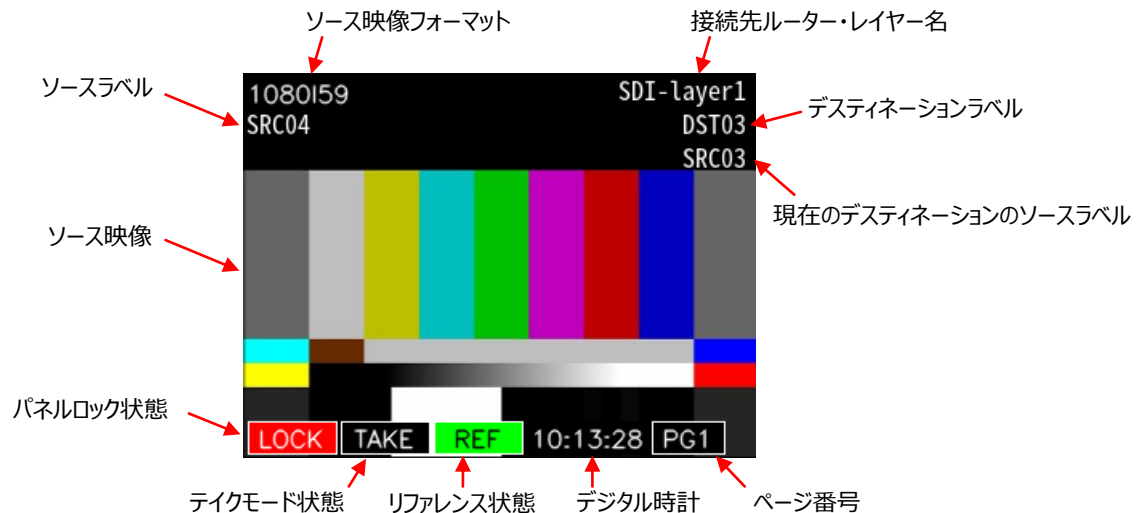 ソース映像フォーマット
接続先ルーター・レイヤー名
ソースラベル
1080I59
SDI-layer1
デスティネーションラベル
SRC04
DST03
SRC03
現在のデスティネーションのソースラベル
ソース映像
パネルロック状態
LOCK
TAKE
REF
10:13:28
PG1
テイクモード状態
リファレンス状態
デジタル時計
ページ番号